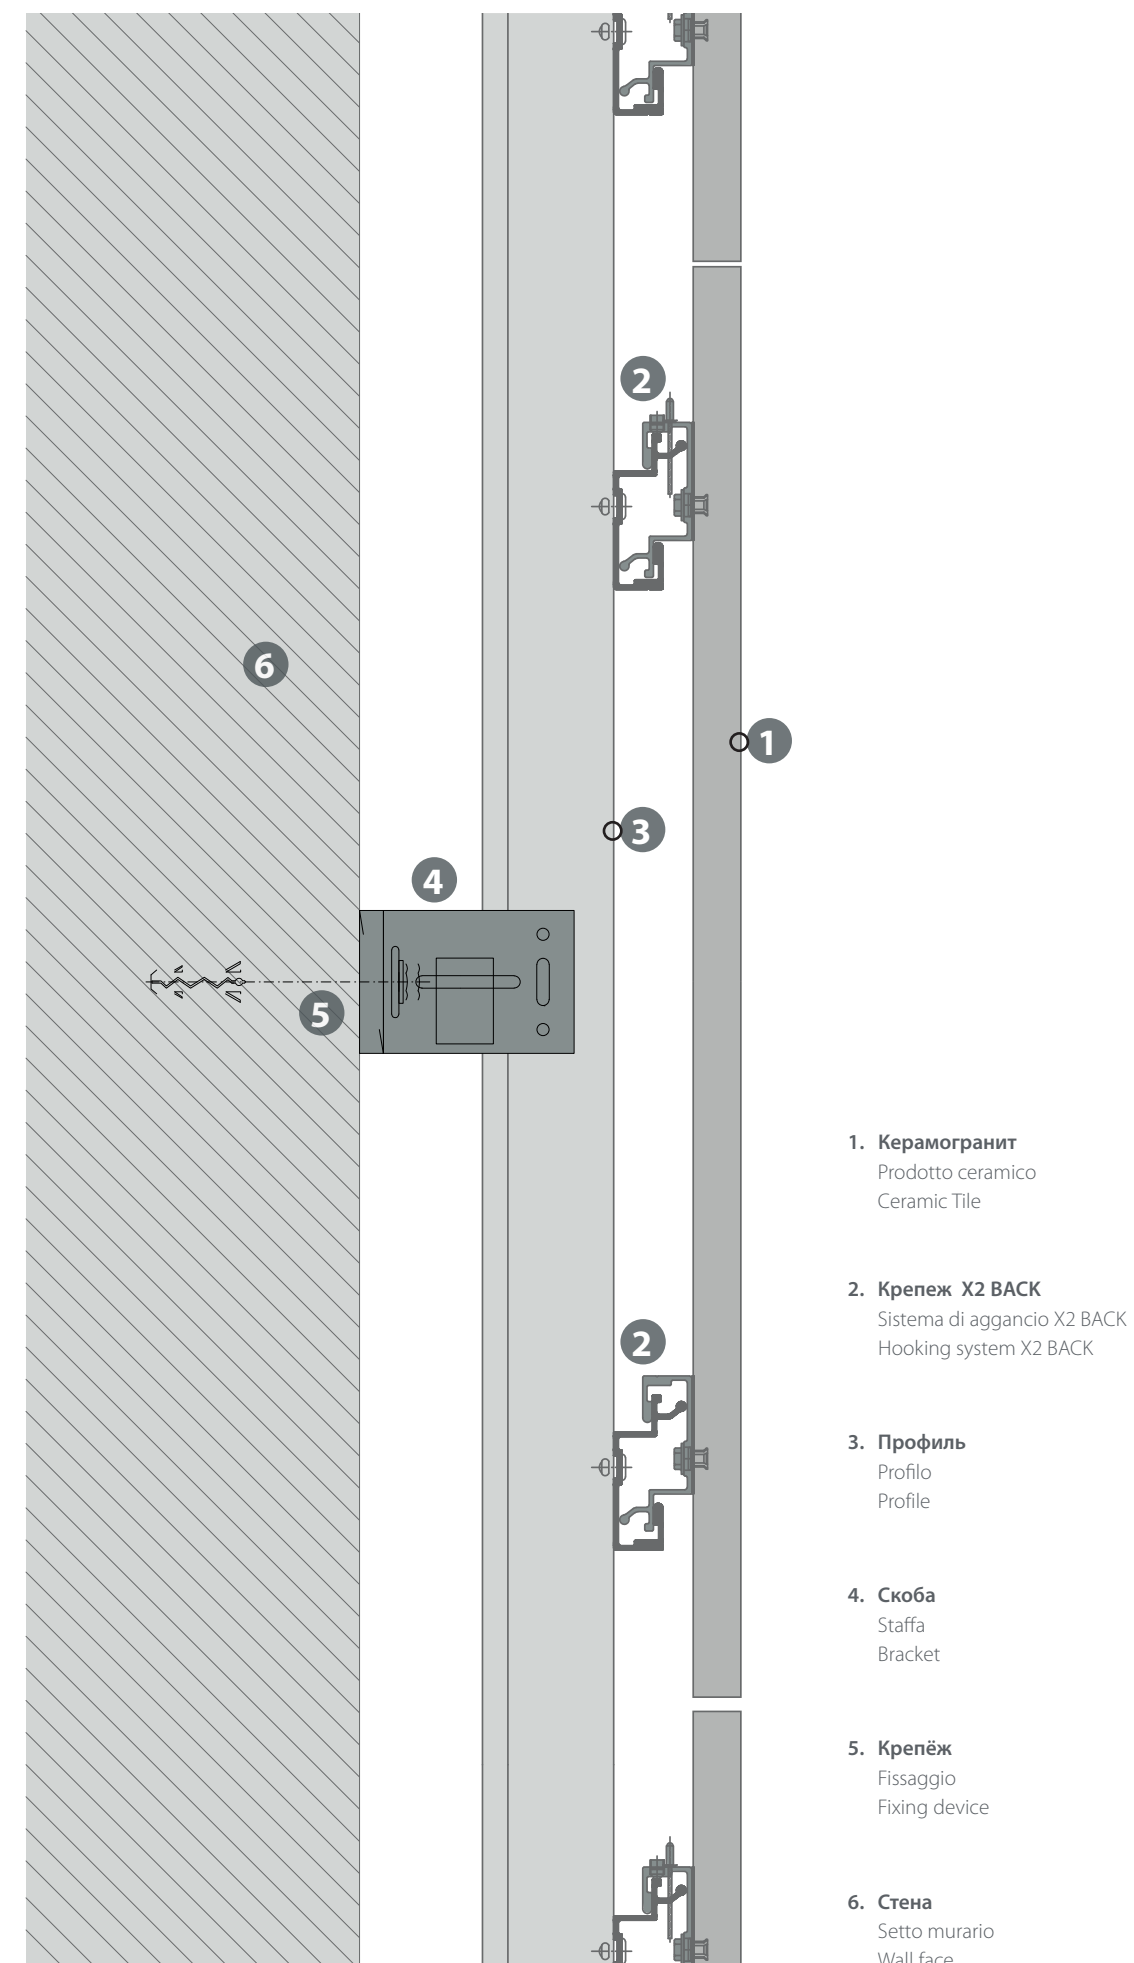 2
6
1
3
4
5
2
1. Керамогранит
Prodotto ceramico
Ceramic Tile
2. Крепеж X2 BACK
Sistema di aggancio X2 BACK
Hooking system X2 BACK
3. Профиль
Profilo
Profile
4. Скоба
Staffa
Bracket
5. Крепёж
Fissaggio
Fixing device
6. Стена
Setto murario
Wall face